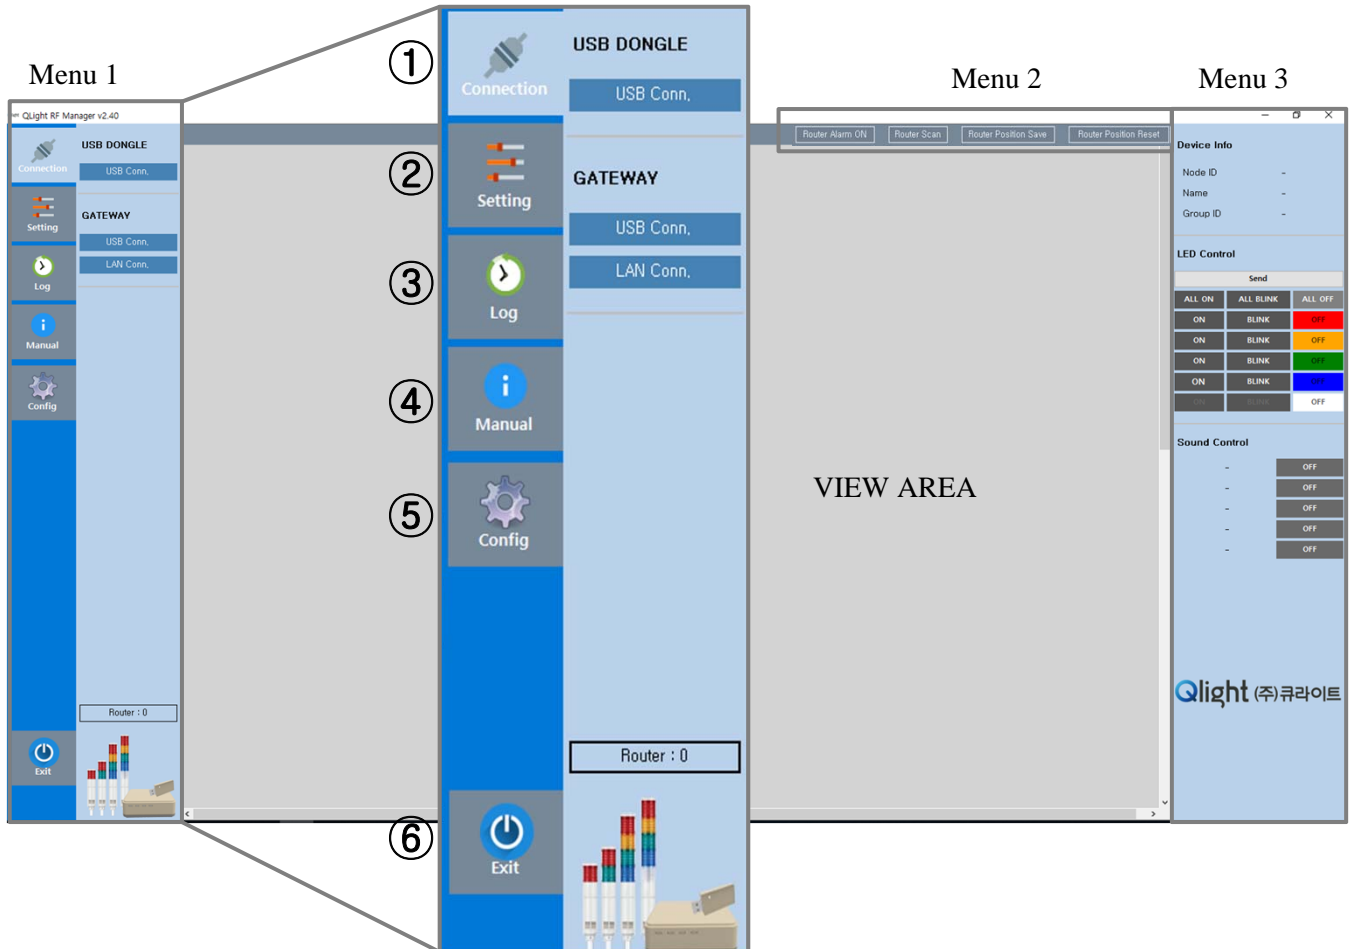 Menu 1
Menu 2
Menu 3
QLight RF Manager v2.40
Connection
Setting
Log
Manual
Config
Exit
USB DONGLE
USB Conn,
GATEWAY
USB Conn,
LAN Conn,
Router : 0
①
②
③
④
⑤
⑥
Connection
Setting
Log
Manual
Config
Exit
USB DONGLE
USB Conn,
GATEWAY
USB Conn,
LAN Conn,
Router : 0
Router Alarm ON
Router Scan
Router Position Save
Router Position Reset
VIEW AREA
Device Info
Node ID -
Name -
Group ID -
LED Control
Send
ALL ON ALL BLINK ALL OFF
ON BLINK OFF
ON BLINK OFF
ON BLINK OFF
ON BLINK OFF
ON BLINK OFF
Sound Control
- OFF
- OFF
- OFF
- OFF
- OFF
Qlight (주)큐라이트